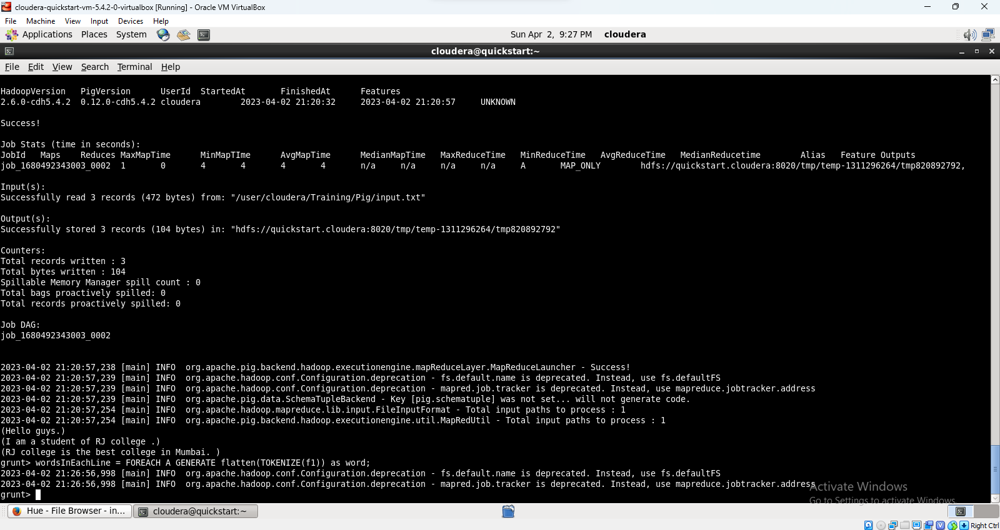 cloudera-quickstart-vm-5.4.2-0-virtualbox [Running] - Oracle VM VirtualBox
File Machine View Input Devices Help
Applications Places System Sun Apr 2, 9:27 PM cloudera
cloudera@quickstart:~
File Edit View Search Terminal Help
HadoopVersion PigVersion UserId StartedAt FinishedAt Features
2.6.0-cdh5.4.2 0.12.0-cdh5.4.2 cloudera 2023-04-02 21:20:32 2023-04-02 21:20:57 UNKNOWN
Success!
Job Stats (time in seconds):
JobId Maps Reduces MaxMapTime MinMapTIme AvgMapTime MedianMapTime MaxReduceTime MinReduceTime AvgReduceTime MedianReducetime Alias Feature Outputs
job_1680492343003_0002 1 0 4 4 4 4 n/a n/a n/a n/a A MAP_ONLY hdfs://quickstart.cloudera:8020/tmp/temp-1311296264/tmp820892792,
Input(s):
Successfully read 3 records (472 bytes) from: "/user/cloudera/Training/Pig/input.txt"
Output(s):
Successfully stored 3 records (104 bytes) in: "hdfs://quickstart.cloudera:8020/tmp/temp-1311296264/tmp820892792"
Counters:
Total records written : 3
Total bytes written : 104
Spillable Memory Manager spill count : 0
Total bags proactively spilled: 0
Total records proactively spilled: 0
Job DAG:
job_1680492343003_0002
2023-04-02 21:20:57,238 [main] INFO org.apache.pig.backend.hadoop.executionengine.mapReduceLayer.MapReduceLauncher - Success!
2023-04-02 21:20:57,239 [main] INFO org.apache.hadoop.conf.Configuration.deprecation - fs.default.name is deprecated. Instead, use fs.defaultFS
2023-04-02 21:20:57,239 [main] INFO org.apache.hadoop.conf.Configuration.deprecation - mapred.job.tracker is deprecated. Instead, use mapreduce.jobtracker.address
2023-04-02 21:20:57,239 [main] INFO org.apache.pig.data.SchemaTupleBackend - Key [pig.schematuple] was not set... will not generate code.
2023-04-02 21:20:57,254 [main] INFO org.apache.hadoop.mapreduce.lib.input.FileInputFormat - Total input paths to process : 1
2023-04-02 21:20:57,254 [main] INFO org.apache.pig.backend.hadoop.executionengine.util.MapRedUtil - Total input paths to process : 1
(Hello guys.)
(I am a student of RJ college .)
(RJ college is the best college in Mumbai. )
grunt> wordsInEachLine = FOREACH A GENERATE flatten(TOKENIZE(f1)) as word;
2023-04-02 21:26:56,998 [main] INFO org.apache.hadoop.conf.Configuration.deprecation - fs.default.name is deprecated. Instead, use fs.defaultFS
2023-04-02 21:26:56,998 [main] INFO org.apache.hadoop.conf.Configuration.deprecation - mapred.job.tracker is deprecated. Instead, use mapreduce.jobtracker.address
grunt>
Activate Windows
Go to Settings to activate Windows.
Hue - File Browser - in... cloudera@quickstart:~
Right Ctrl